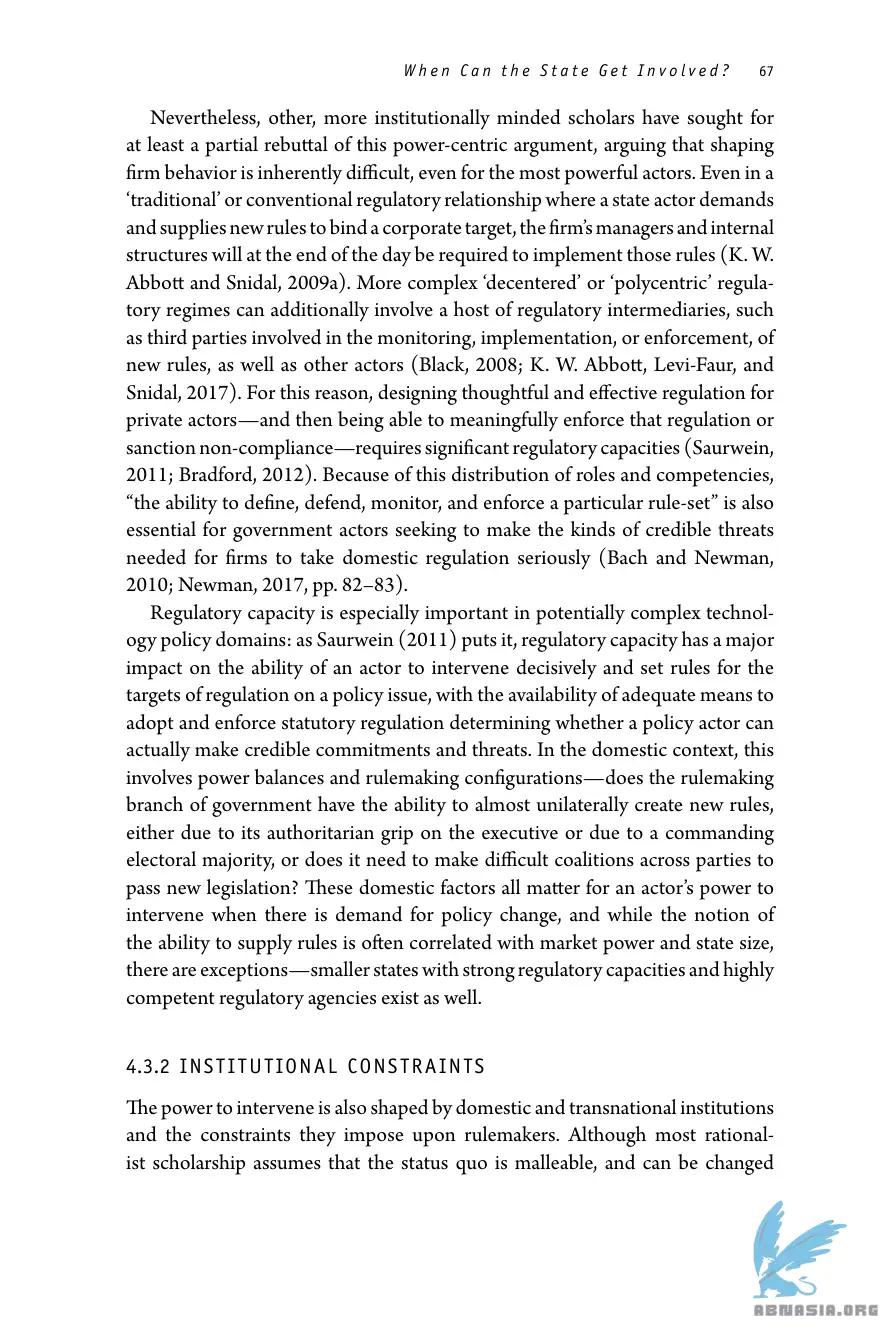 When Can the State Get Involved? 67
Nevertheless, other, more institutionally minded scholars have sought for
at least a partial rebuttal of this power-centric argument, arguing that shaping
firm behavior is inherently difficult, even for the most powerful actors. Even in a
‘traditional’ or conventional regulatory relationship where a state actor demands
and supplies new rules to bind a corporate target, the firm’s managers and internal
structures will at the end of the day be required to implement those rules (K. W.
Abbott and Snidal, 2009a). More complex ‘decentered’ or ‘polycentric’ regula-
tory regimes can additionally involve a host of regulatory intermediaries, such
as third parties involved in the monitoring, implementation, or enforcement, of
new rules, as well as other actors (Black, 2008; K. W. Abbott, Levi-Faur, and
Snidal, 2017). For this reason, designing thoughtful and effective regulation for
private actors—and then being able to meaningfully enforce that regulation or
sanction non-compliance—requires significant regulatory capacities (Saurwein,
2011; Bradford, 2012). Because of this distribution of roles and competencies,
“the ability to define, defend, monitor, and enforce a particular rule-set” is also
essential for government actors seeking to make the kinds of credible threats
needed for firms to take domestic regulation seriously (Bach and Newman,
2010; Newman, 2017, pp. 82–83).
Regulatory capacity is especially important in potentially complex technol-
ogy policy domains: as Saurwein (2011) puts it, regulatory capacity has a major
impact on the ability of an actor to intervene decisively and set rules for the
targets of regulation on a policy issue, with the availability of adequate means to
adopt and enforce statutory regulation determining whether a policy actor can
actually make credible commitments and threats. In the domestic context, this
involves power balances and rulemaking configurations—does the rulemaking
branch of government have the ability to almost unilaterally create new rules,
either due to its authoritarian grip on the executive or due to a commanding
electoral majority, or does it need to make difficult coalitions across parties to
pass new legislation? These domestic factors all matter for an actor’s power to
intervene when there is demand for policy change, and while the notion of
the ability to supply rules is often correlated with market power and state size,
there are exceptions—smaller states with strong regulatory capacities and highly
competent regulatory agencies exist as well.
4.3.2 INSTITUTIONAL CONSTRAINTS
The power to intervene is also shaped by domestic and transnational institutions
and the constraints they impose upon rulemakers. Although most rational-
ist scholarship assumes that the status quo is malleable, and can be changed
ABNASIA.ORG